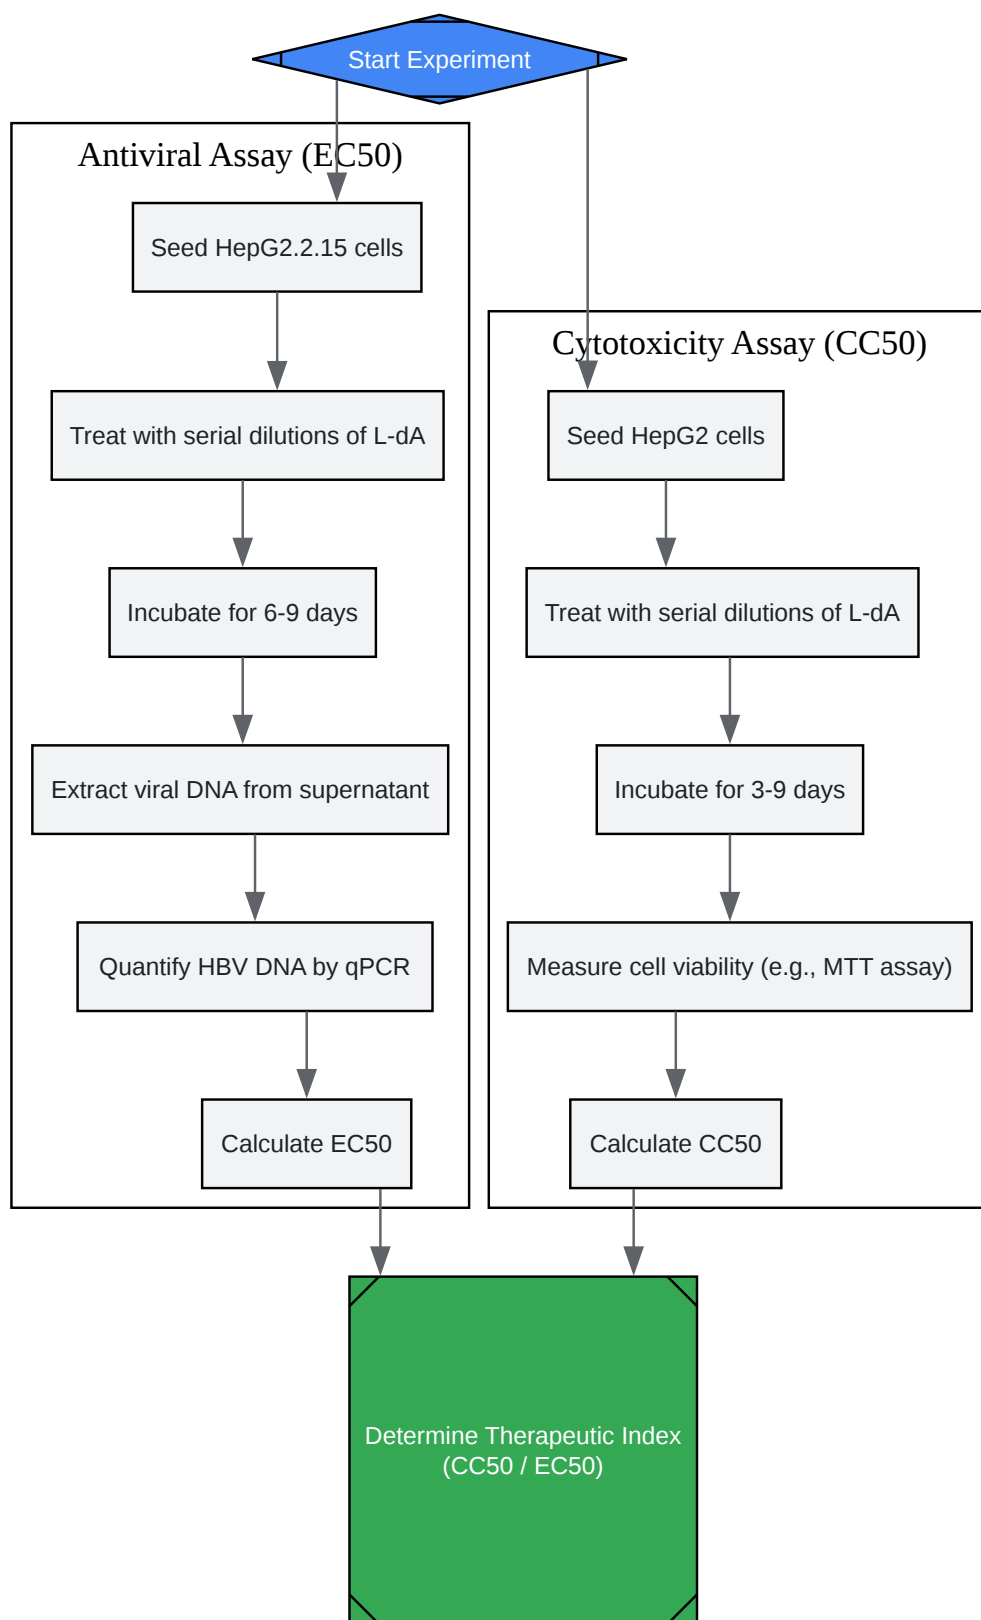 Start Experiment
Antiviral Assay (EC50)
Seed HepG2.2.15 cells
Treat with serial dilutions of L-dA
Incubate for 6-9 days
Extract viral DNA from supernatant
Quantify HBV DNA by qPCR
Calculate EC50
Cytotoxicity Assay (CC50)
Seed HepG2 cells
Treat with serial dilutions of L-dA
Incubate for 3-9 days
Measure cell viability (e.g., MTT assay)
Calculate CC50
Determine Therapeutic Index
(CC50 / EC50)